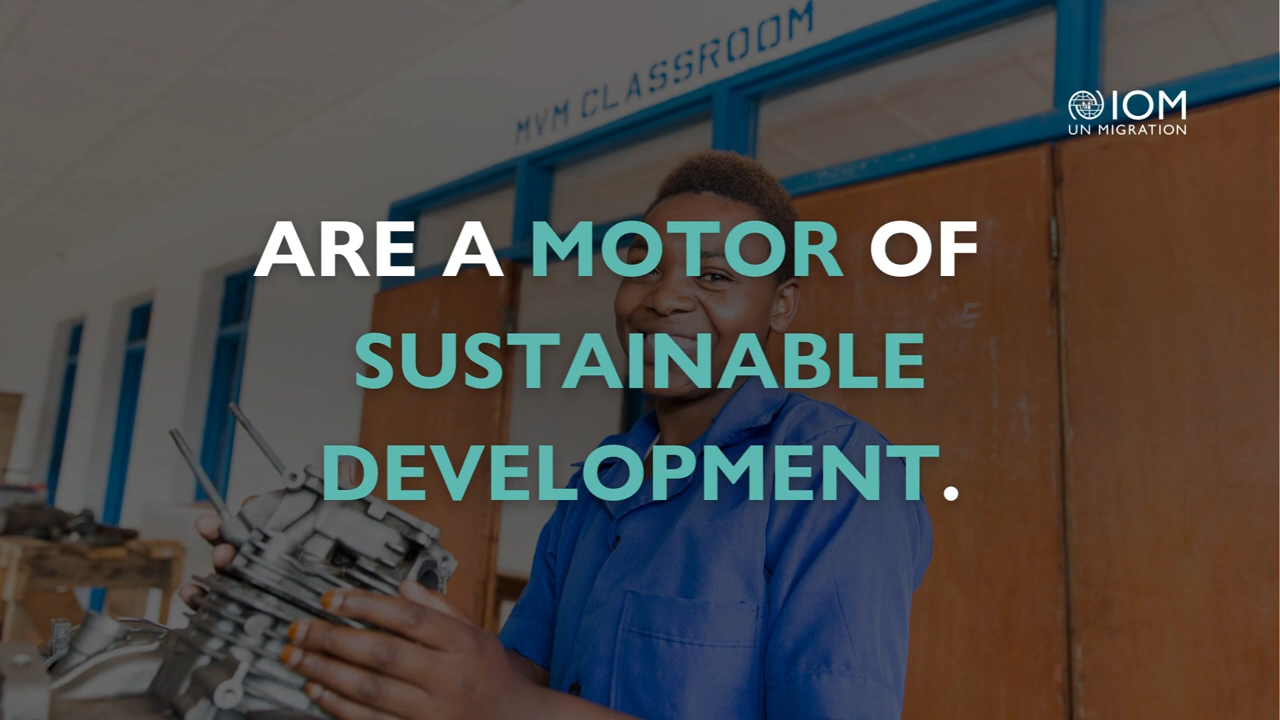 MVM CLASSROOM
IOM
UN MIGRATION
ARE A MOTOR OF
SUSTAINABLE
DEVELOPMENT.